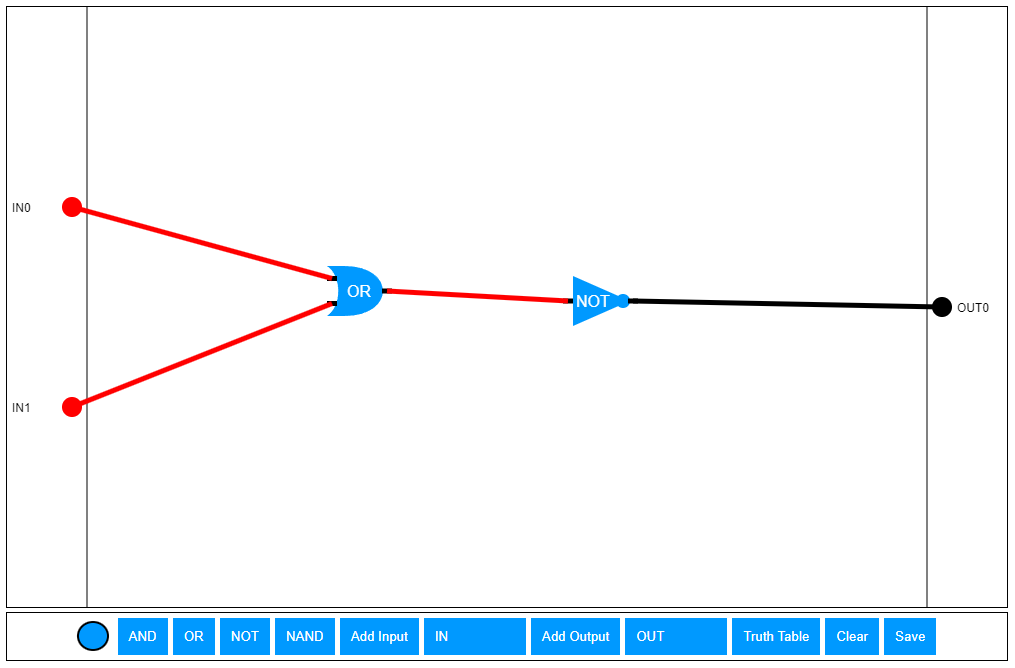 IN0
OR
NOT
OUT0
IN1
AND OR NOT NAND Add Input IN Add Output OUT Truth Table Clear Save